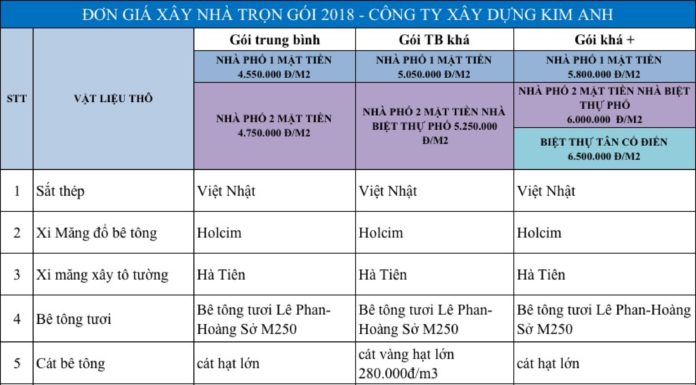 ĐƠN GIÁ XÂY NHÀ TRỌN GÓI 2018 - CÔNG TY XÂY DỰNG KIM ANH
STT
VẬT LIỆU THÔ
Gói trung bình
Gói TB khá
Gói khá +
NHÀ PHỐ 1 MẶT TIỀN
4.550.000 Đ/M2
NHÀ PHỐ 1 MẶT TIỀN
5.050.000 Đ/M2
NHÀ PHỐ 1 MẶT TIỀN
5.800.000 Đ/M2
NHÀ PHỐ 2 MẶT TIỀN
4.750.000 Đ/M2
NHÀ PHỐ 2 MẶT TIỀN NHÀ
BIỆT THỰ PHỐ 5.250.000
Đ/M2
NHÀ PHỐ 2 MẶT TIỀN NHÀ BIỆT
THỰ PHỐ
6.000.000 Đ/M2
BIỆT THỰ TÂN CỔ ĐIỂN
6.500.000 Đ/M2
1 Sắt thép Việt Nhật Việt Nhật Việt Nhật
2 Xi Măng đổ bê tông Holcim Holcim Holcim
3 Xi măng xây tô tường Hà Tiên Hà Tiên Hà Tiên
4 Bê tông tươi
Bê tông tươi Lê Phan-
Hoàng Sở M250
Bê tông tươi Lê Phan-
Hoàng Sở M250
Bê tông tươi Lê Phan-Hoàng
Sở M250
5 Cát bê tông
cát hạt lớn
cát vàng hạt lớn
280.000đ/m3
cát hạt lớn